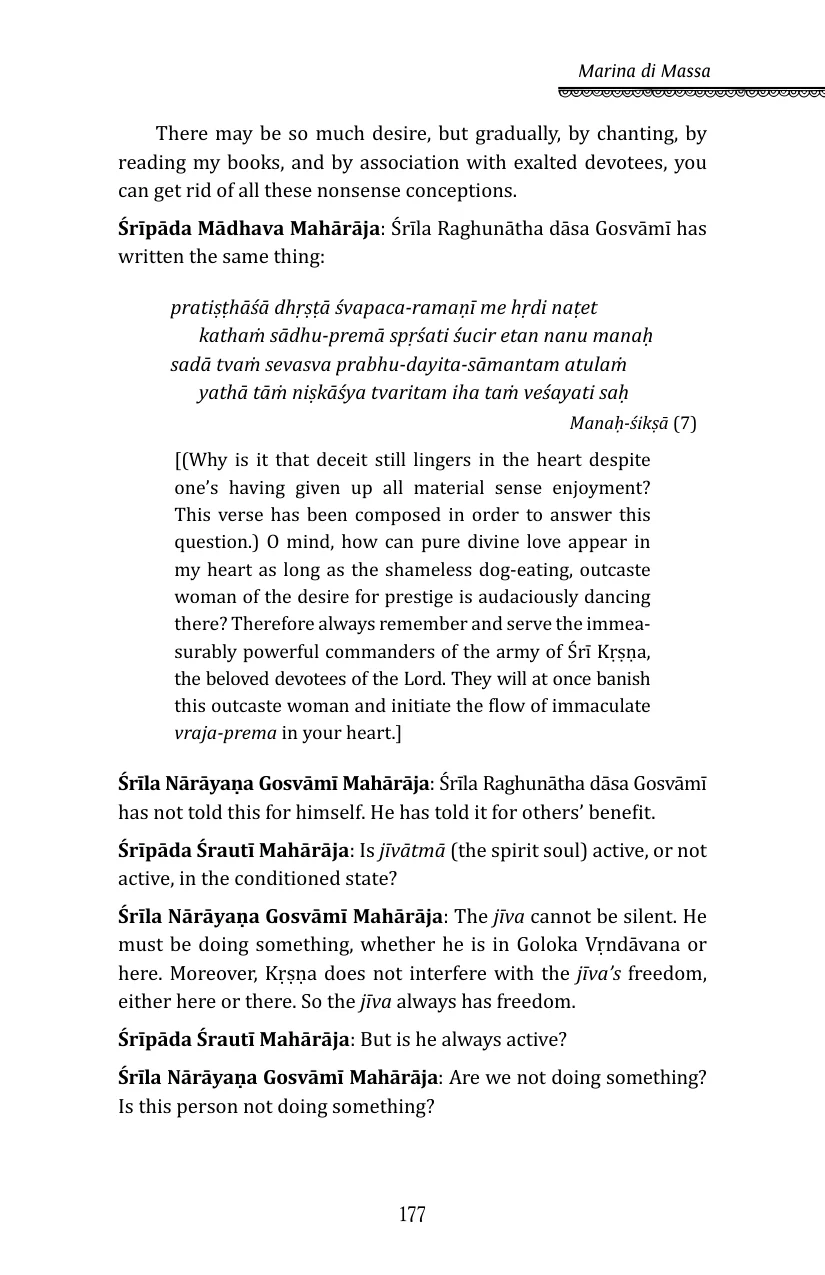 Marina di Massa
There may be so much desire, but gradually, by chanting, by
reading my books, and by association with exalted devotees, you
can get rid of all these nonsense conceptions.
Śrīpāda Mādhava Mahārāja: Śrīla Raghunātha dāsa Gosvāmī has
written the same thing:
pratiṣṭhāśā dhṛṣṭā śvapaca-ramaṇī me hṛdi naṭet
kathaṁ sādhu-premā spṛśati śucir etan nanu manaḥ
sadā tvaṁ sevasva prabhu-dayita-sāmantam atulaṁ
yathā tāṁ niṣkāśya tvaritam iha taṁ veśayati saḥ
Manaḥ-śikṣā (7)
[(Why is it that deceit still lingers in the heart despite
one’s having given up all material sense enjoyment?
This verse has been composed in order to answer this
question.) O mind, how can pure divine love appear in
my heart as long as the shameless dog-eating, outcaste
woman of the desire for prestige is audaciously dancing
there? Therefore always remember and serve the immea-
surably powerful commanders of the army of Śrī Kṛṣṇa,
the beloved devotees of the Lord. They will at once banish
this outcaste woman and initiate the flow of immaculate
vraja-prema in your heart.]
Śrīla Nārāyaṇa Gosvāmī Mahārāja: Śrīla Raghunātha dāsa Gosvāmī
has not told this for himself. He has told it for others’ benefit.
Śrīpāda Śrautī Mahārāja: Is jīvātmā (the spirit soul) active, or not
active, in the conditioned state?
Śrīla Nārāyaṇa Gosvāmī Mahārāja: The jīva cannot be silent. He
must be doing something, whether he is in Goloka Vṛndāvana or
here. Moreover, Kṛṣṇa does not interfere with the jīva’s freedom,
either here or there. So the jīva always has freedom.
Śrīpāda Śrautī Mahārāja: But is he always active?
Śrīla Nārāyaṇa Gosvāmī Mahārāja: Are we not doing something?
Is this person not doing something?
177